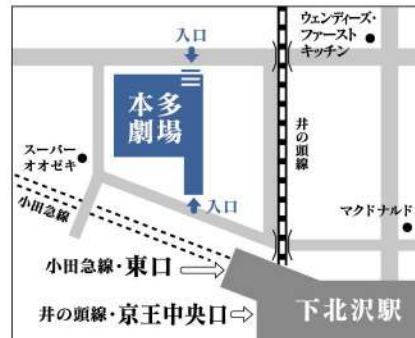 ウェンディーズ・
ファースト
キッチン
入口
本多
劇場
井の頭線
スーパー
オオゼキ
入口
小田急線
マクドナルド
小田急線・東口
井の頭線・京王中央口
下北沢駅